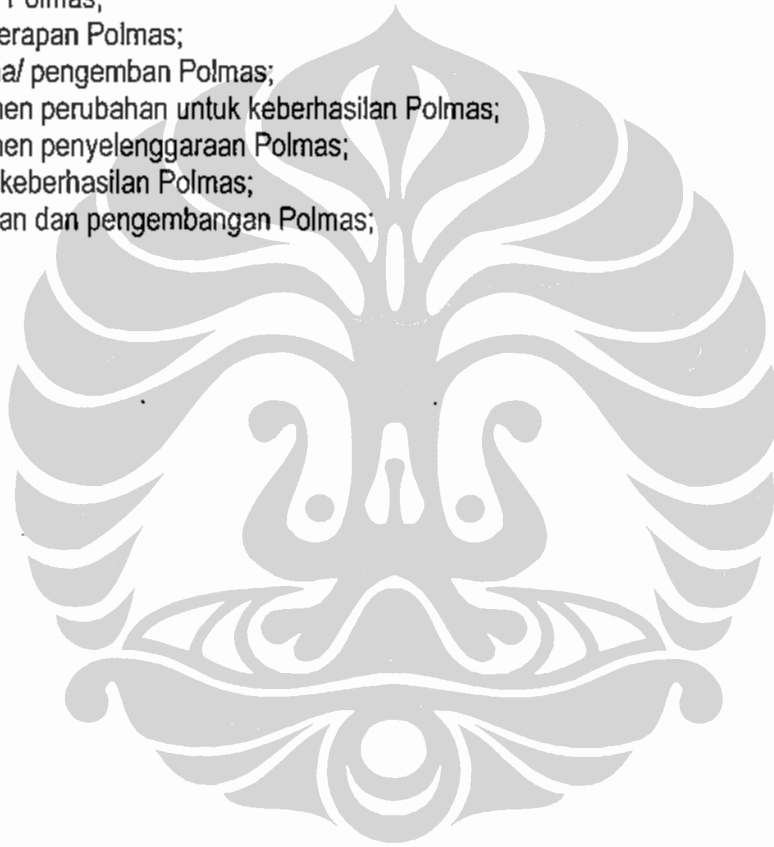 Polmas;
erapan Polmas;
na/ pengemban Polmas;
nen perubahan untuk keberhasilan Polmas;
nen penyelenggaraan Polmas;
keberhasilan Polmas;
an dan pengembangan Polmas;